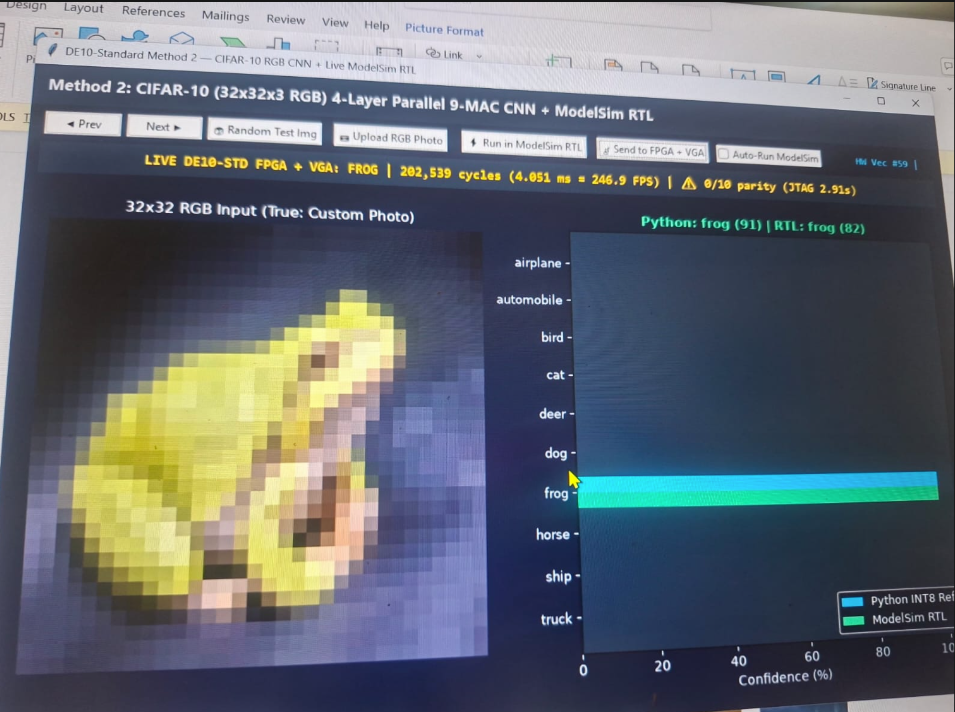 Design Layout References Mailings Review View Help Picture Format
Link
Signature Line
DE10-Standard Method 2 — CIFAR-10 RGB CNN + Live ModelSim RTL
Method 2: CIFAR-10 (32x32x3 RGB) 4-Layer Parallel 9-MAC CNN + ModelSim RTL
◄ Prev
Next ►
Random Test Img
Upload RGB Photo
Run in ModelSim RTL
Send to FPGA + VGA
Auto-Run ModelSim
HW Vec #59 |
LIVE DE10-STD FPGA + VGA: FROG | 202,539 cycles (4.051 ms = 246.9 FPS) | ⚠ 0/10 parity (JTAG 2.91s)
32x32 RGB Input (True: Custom Photo)
Python: frog (91) | RTL: frog (82)
airplane
automobile
bird
cat
deer
dog
frog
horse
ship
truck
Python INT8 Ref
ModelSim RTL
0 20 40 60 80 10
Confidence (%)